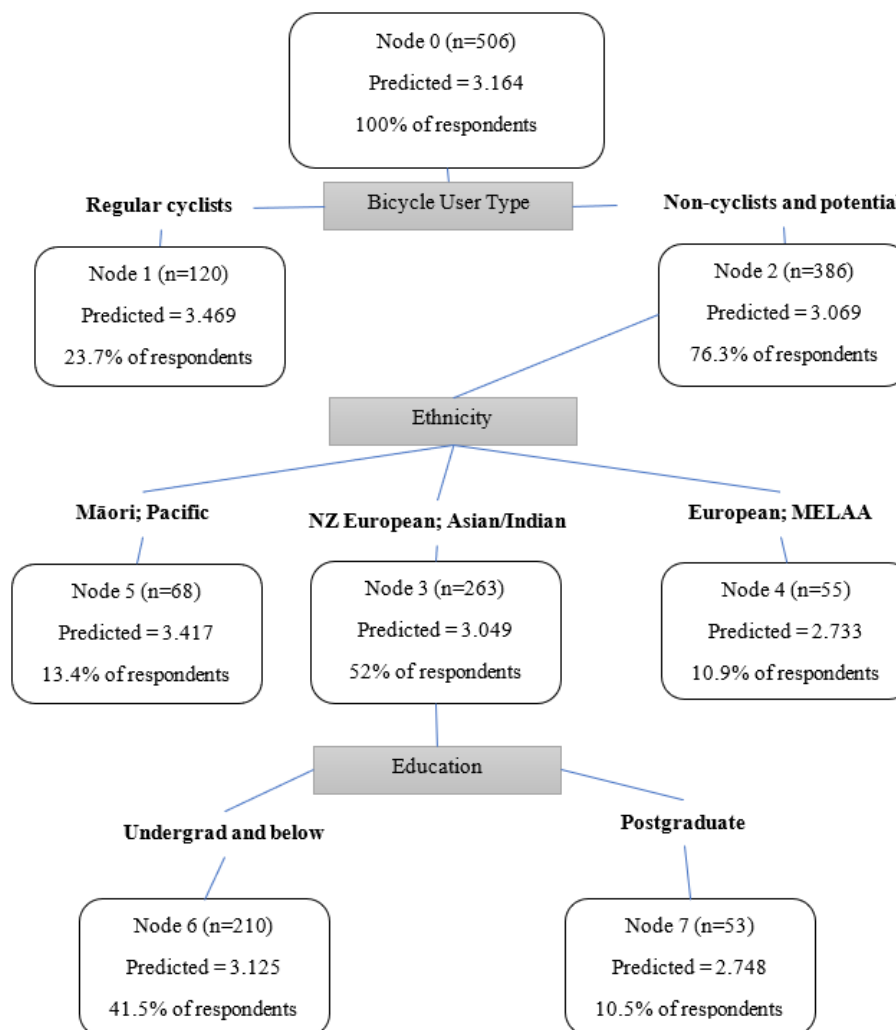 Node 0 (n=506)
Predicted = 3.164
100% of respondents
Bicycle User Type
Regular cyclists
Non-cyclists and potential
Node 1 (n=120)
Predicted = 3.469
23.7% of respondents
Node 2 (n=386)
Predicted = 3.069
76.3% of respondents
Ethnicity
Māori; Pacific
NZ European; Asian/Indian
European; MELAA
Node 5 (n=68)
Predicted = 3.417
13.4% of respondents
Node 3 (n=263)
Predicted = 3.049
52% of respondents
Node 4 (n=55)
Predicted = 2.733
10.9% of respondents
Education
Undergrad and below
Postgraduate
Node 6 (n=210)
Predicted = 3.125
41.5% of respondents
Node 7 (n=53)
Predicted = 2.748
10.5% of respondents